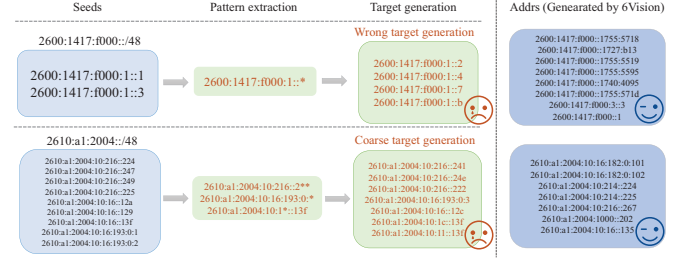 Seeds
Pattern extraction
Target generation
Addrs (Genearated by 6Vision)
2600:1417:f000::/48
2600:1417:f000:1::1
2600:1417:f000:1::3
2600:1417:f000:1::*
Wrong target generation
2600:1417:f000:1::2
2600:1417:f000:1::4
2600:1417:f000:1::7
2600:1417:f000:1::b
2600:1417:f000::1755:5718
2600:1417:f000::1727:b13
2600:1417:f000::1755:5519
2600:1417:f000::1755:5595
2600:1417:f000::1740:4095
2600:1417:f000::1755:571d
2600:1417:f000:3::3
2600:1417:f000::1
2610:a1:2004::/48
2610:a1:2004:10:216::224
2610:a1:2004:10:216::247
2610:a1:2004:10:216::249
2610:a1:2004:10:216::225
2610:a1:2004:10:16::12a
2610:a1:2004:10:16::129
2610:a1:2004:10:16::13f
2610:a1:2004:10:16:193:0:1
2610:a1:2004:10:16:193:0:2
2610:a1:2004:10:216::2**
2610:a1:2004:10:16:193:0:*
2610:a1:2004:10:1*::13f
Coarse target generation
2610:a1:2004:10:216::241
2610:a1:2004:10:216::24e
2610:a1:2004:10:216::222
2610:a1:2004:10:16:193:0:3
2610:a1:2004:10:16::12c
2610:a1:2004:10:1c::13f
2610:a1:2004:10:11::13f
2610:a1:2004:10:16:182:0:101
2610:a1:2004:10:16:182:0:102
2610:a1:2004:10:214::224
2610:a1:2004:10:214::225
2610:a1:2004:10:216::267
2610:a1:2004:1000::202
2610:a1:2004:10:16::135